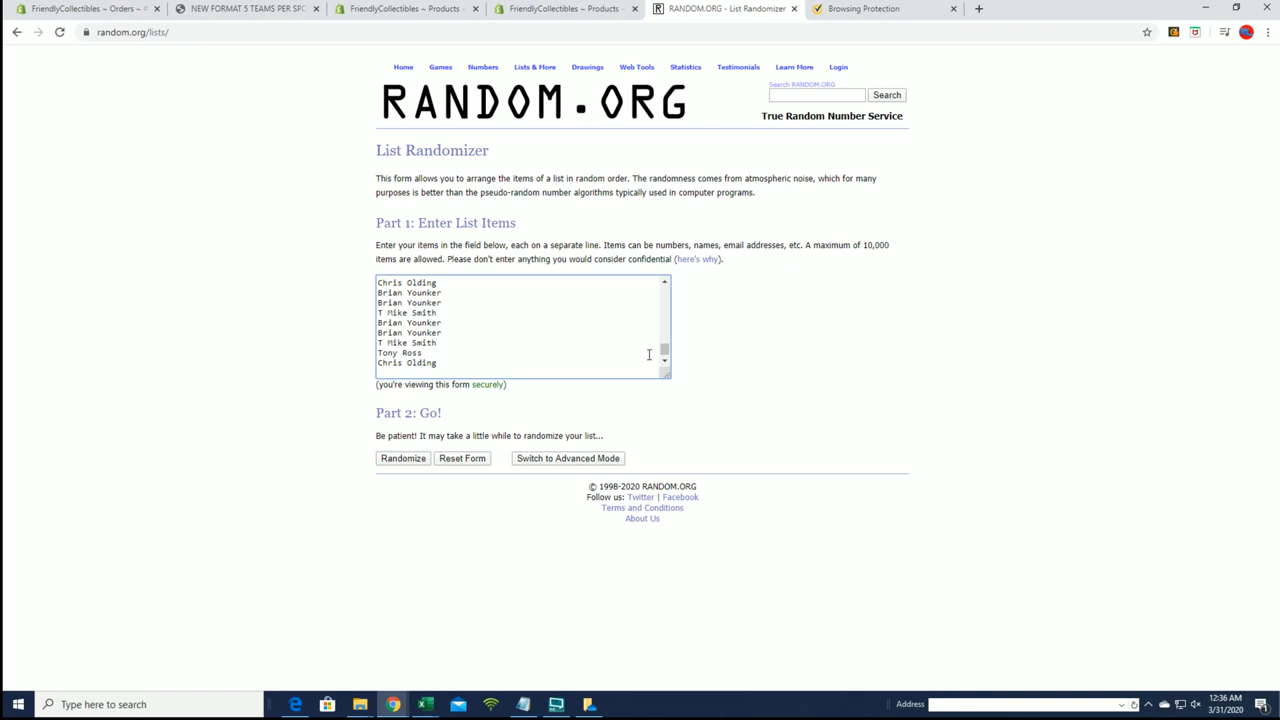 FriendlyCollectibles ~ Orders ~
NEW FORMAT 5 TEAMS PER SPO
FriendlyCollectibles ~ Products ~
FriendlyCollectibles ~ Products ~
RANDOM.ORG - List Randomizer
Browsing Protection
random.org/lists/
Home Games Numbers Lists & More Drawings Web Tools Statistics Testimonials Learn More Login
Search RANDOM.ORG
RANDOM.ORG
Search
True Random Number Service
List Randomizer
This form allows you to arrange the items of a list in random order. The randomness comes from atmospheric noise, which for many
purposes is better than the pseudo-random number algorithms typically used in computer programs.
Part 1: Enter List Items
Enter your items in the field below, each on a separate line. Items can be numbers, names, email addresses, etc. A maximum of 10,000
items are allowed. Please don't enter anything you would consider confidential (here's why).
Chris Olding
Brian Younker
Brian Younker
T Mike Smith
Brian Younker
Brian Younker
T Mike Smith
Tony Ross
Chris Olding
(you're viewing this form securely)
Part 2: Go!
Be patient! It may take a little while to randomize your list...
Randomize Reset Form Switch to Advanced Mode
© 1998-2020 RANDOM.ORG
Follow us: Twitter | Facebook
Terms and Conditions
About Us
Type here to search
Address
12:36 AM
3/31/2020